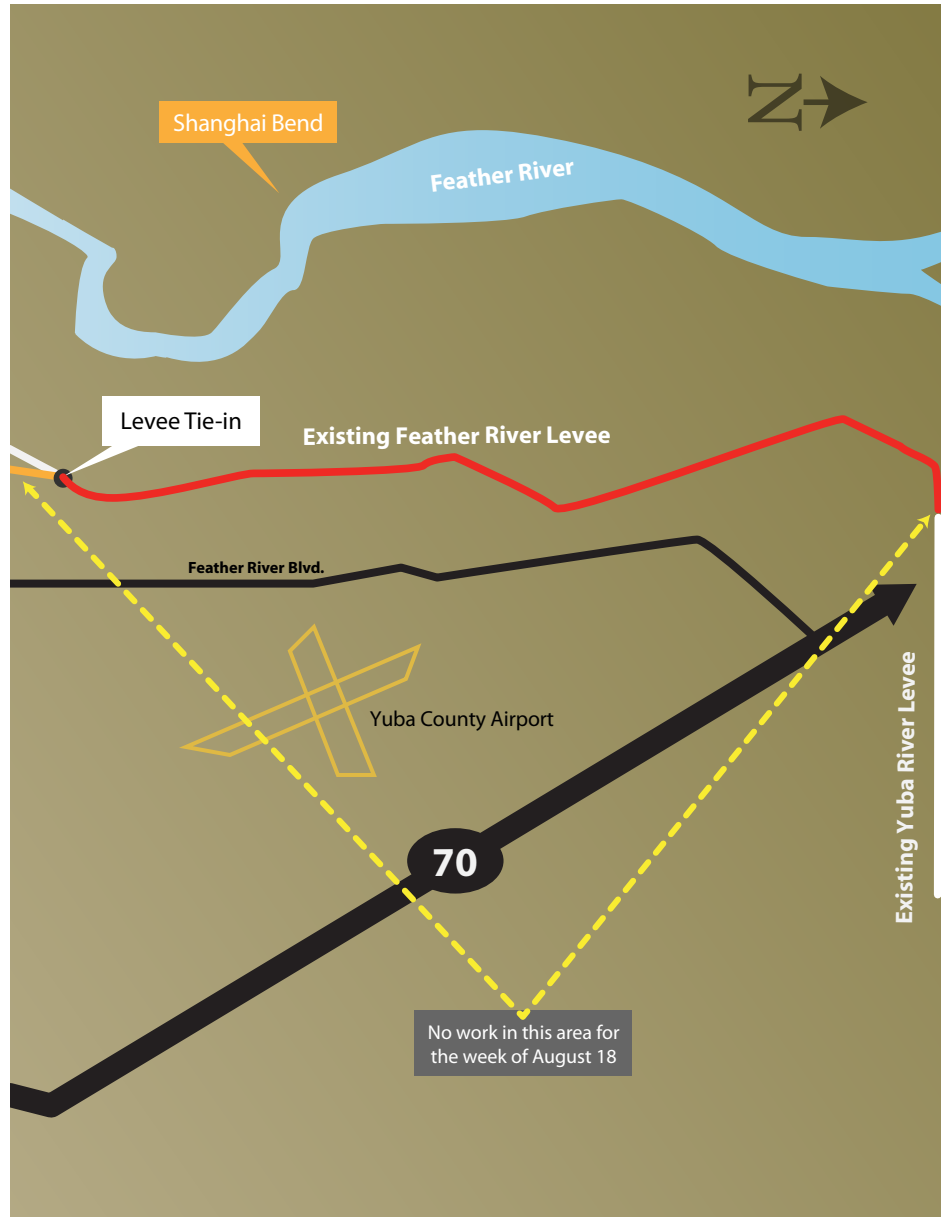 N
Shanghai Bend
Feather River
Levee Tie-in
Existing Feather River Levee
Feather River Blvd.
Yuba County Airport
Existing Yuba River Levee
70
No work in this area for
the week of August 18